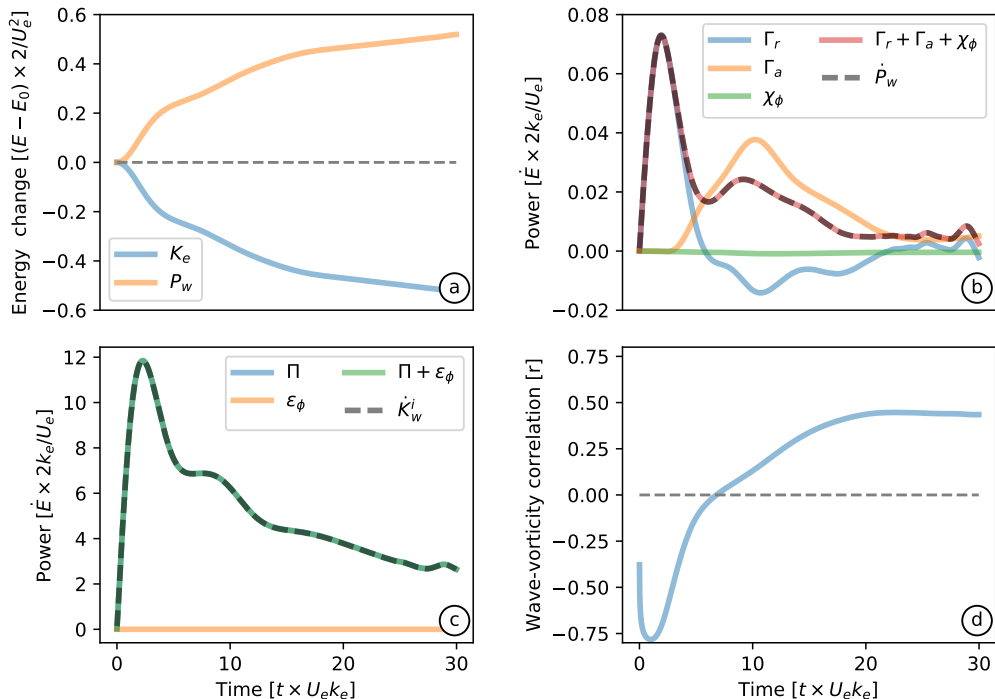 Energy change [(E − E₀) × 2/Uₑ²]
0.6
0.4
0.2
0.0
−0.2
−0.4
−0.6
Kₑ
P_w
a
Power [Ė × 2kₑ/Uₑ]
0.08
0.06
0.04
0.02
0.00
−0.02
Γᵣ
Γₐ
χ_ϕ
Γᵣ + Γₐ + χ_ϕ
Ṗ_w
b
Power [Ė × 2kₑ/Uₑ]
12
10
8
6
4
2
0
Π
ε_ϕ
Π + ε_ϕ
K̇_w^i
c
0 10 20 30
Time [t × Uₑkₑ]
Wave-vorticity correlation [r]
0.75
0.50
0.25
0.00
−0.25
−0.50
−0.75
d
0 10 20 30
Time [t × Uₑkₑ]